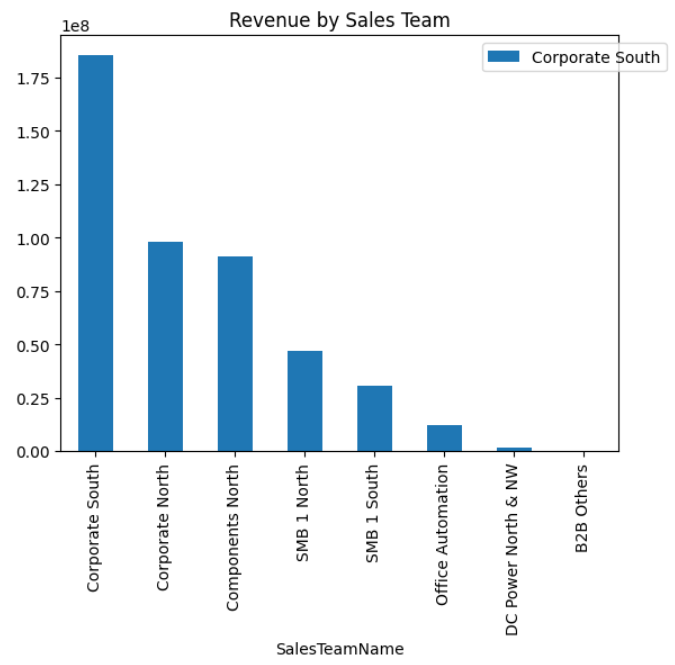 Revenue by Sales Team
1e8
Corporate South
1.75
1.50
1.25
1.00
0.75
0.50
0.25
0.00
Corporate South
Corporate North
Components North
SMB 1 North
SMB 1 South
Office Automation
DC Power North & NW
B2B Others
SalesTeamName